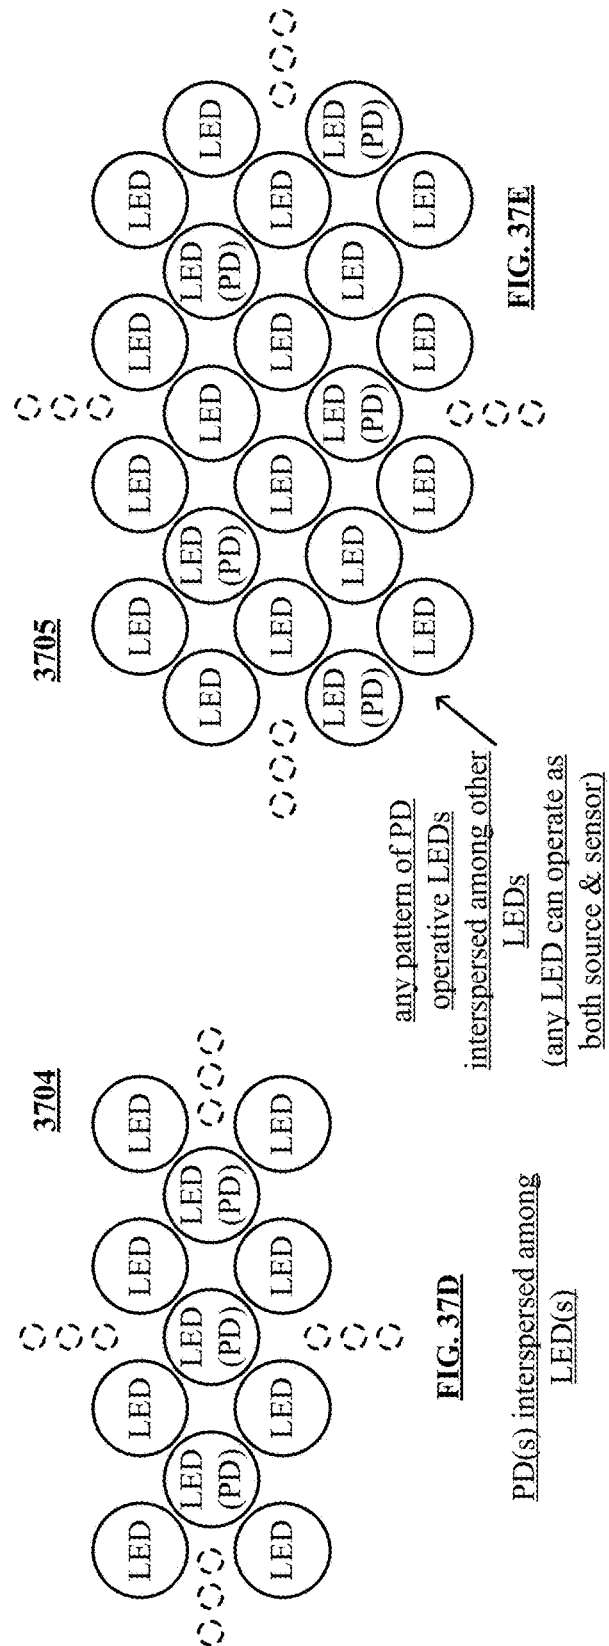 3704
LED
LED
LED
LED
LED
(PD)
LED
(PD)
LED
(PD)
LED
LED
LED
LED
FIG. 37D
PD(s) interspersed among
LED(s)
3705
LED
LED
LED
LED
LED
LED
(PD)
LED
LED
(PD)
LED
LED
LED
LED
LED
LED
(PD)
LED
LED
(PD)
LED
LED
(PD)
LED
LED
LED
LED
any pattern of PD
operative LEDs
interspersed among other
LEDs
(any LED can operate as
both source & sensor)
FIG. 37E